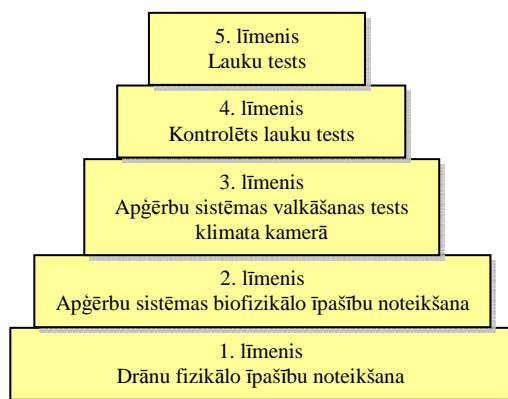 5. līmenis
Lauku tests
4. līmenis
Kontrolēts lauku tests
3. līmenis
Apģērbu sistēmas valkāšanas tests
klimata kamerā
2. līmenis
Apģērbu sistēmas biofizikālo īpašību noteikšana
1. līmenis
Drānu fizikālo īpašību noteikšana